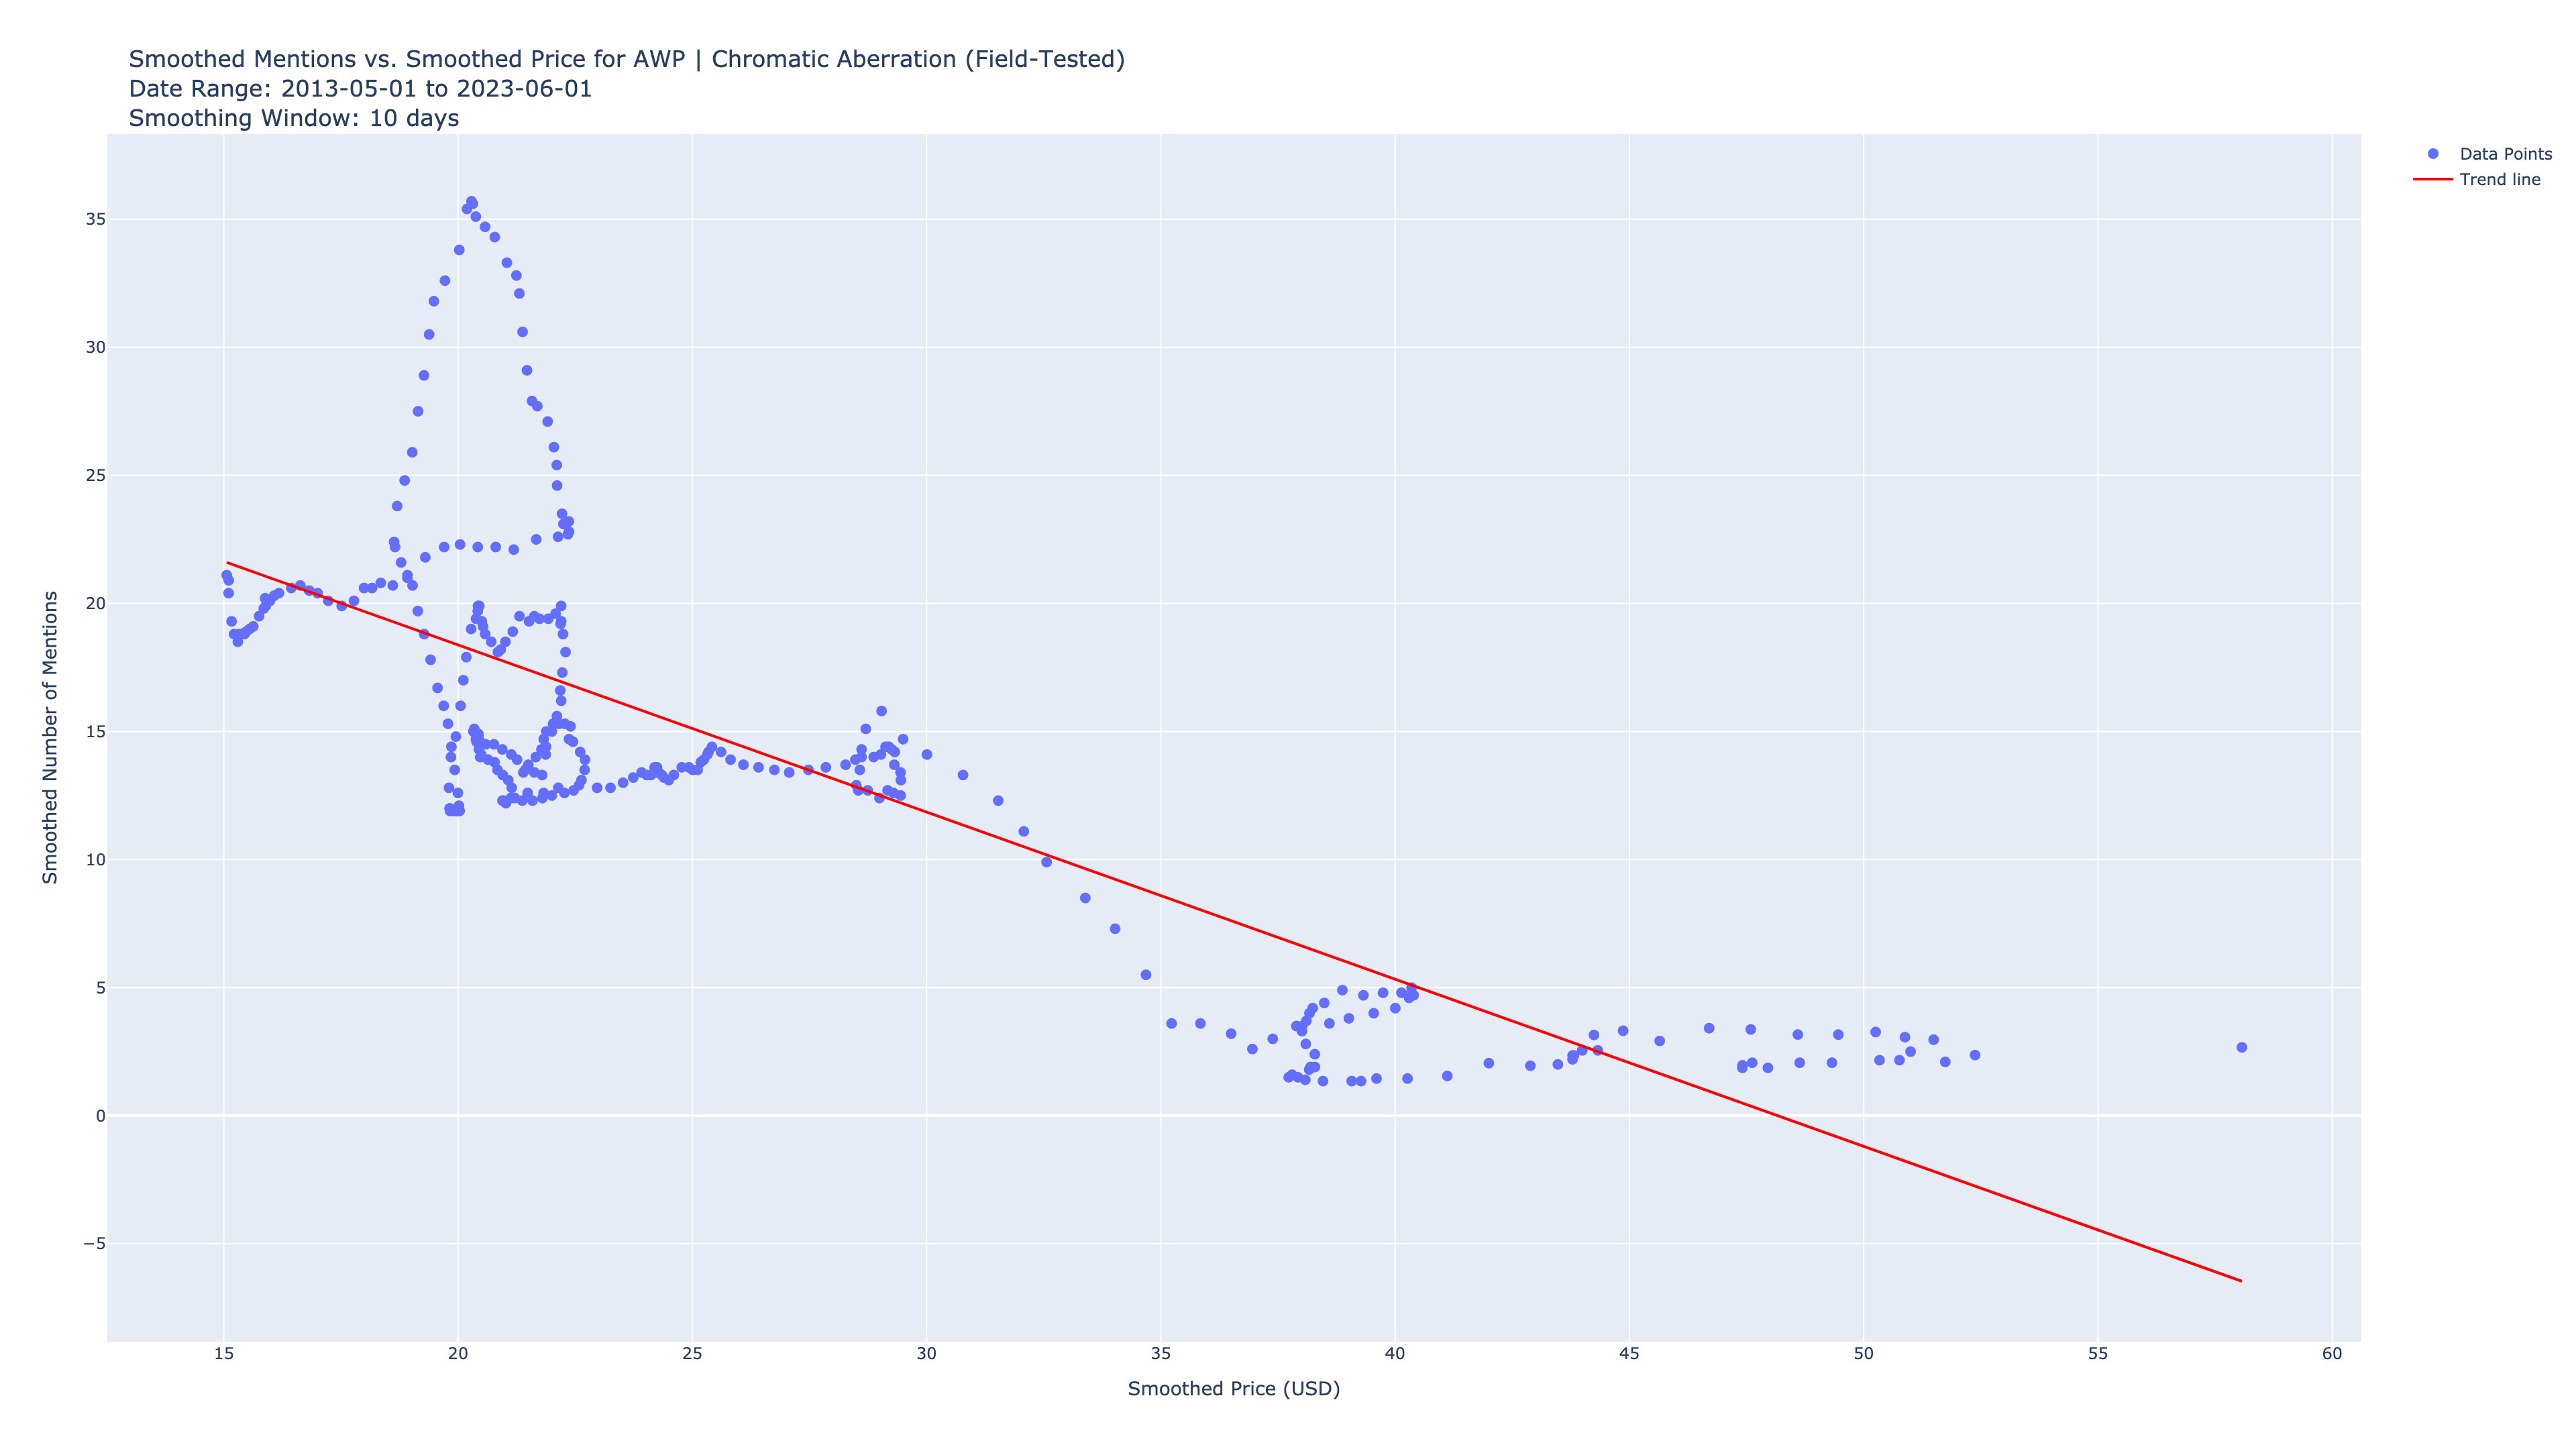 Smoothed Mentions vs. Smoothed Price for AWP | Chromatic Aberration (Field-Tested)
Date Range: 2013-05-01 to 2023-06-01
Smoothing Window: 10 days
Data Points
Trend line
Smoothed Number of Mentions
35
30
25
20
15
10
5
0
−5
15 20 25 30 35 40 45 50 55 60
Smoothed Price (USD)